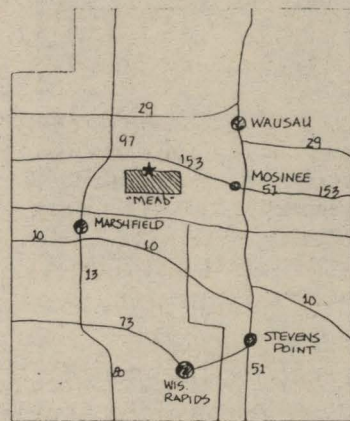 29
WAUSAU
97
29
153
MOSINEE
51
153
"MEAD"
MARSHFIELD
10
10
13
10
73
STEVENS
POINT
80
WIS.
RAPIDS
51